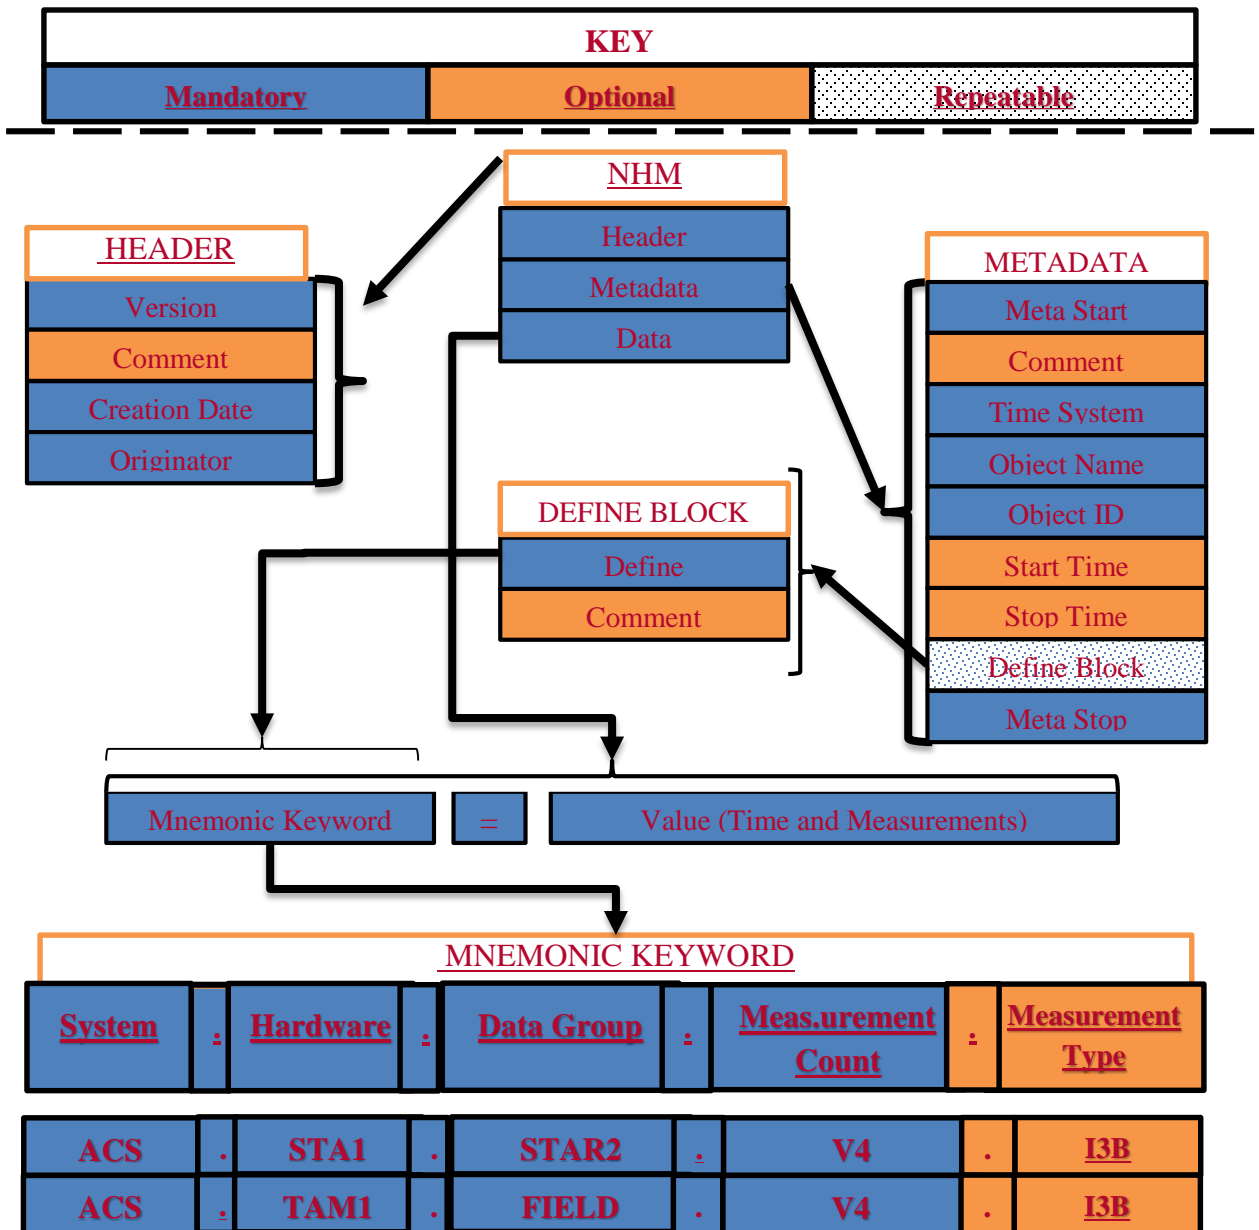 KEY
Mandatory Optional Repeatable
NHM
Header
Metadata
Data
HEADER
Version
Comment
Creation Date
Originator
METADATA
Meta Start
Comment
Time System
Object Name
Object ID
Start Time
Stop Time
Define Block
Meta Stop
DEFINE BLOCK
Define
Comment
Mnemonic Keyword = Value (Time and Measurements)
MNEMONIC KEYWORD
System . Hardware . Data Group . Meas.urement . Measurement
Count Type
ACS . STA1 . STAR2 . V4 . I3B
ACS . TAM1 . FIELD . V4 . I3B